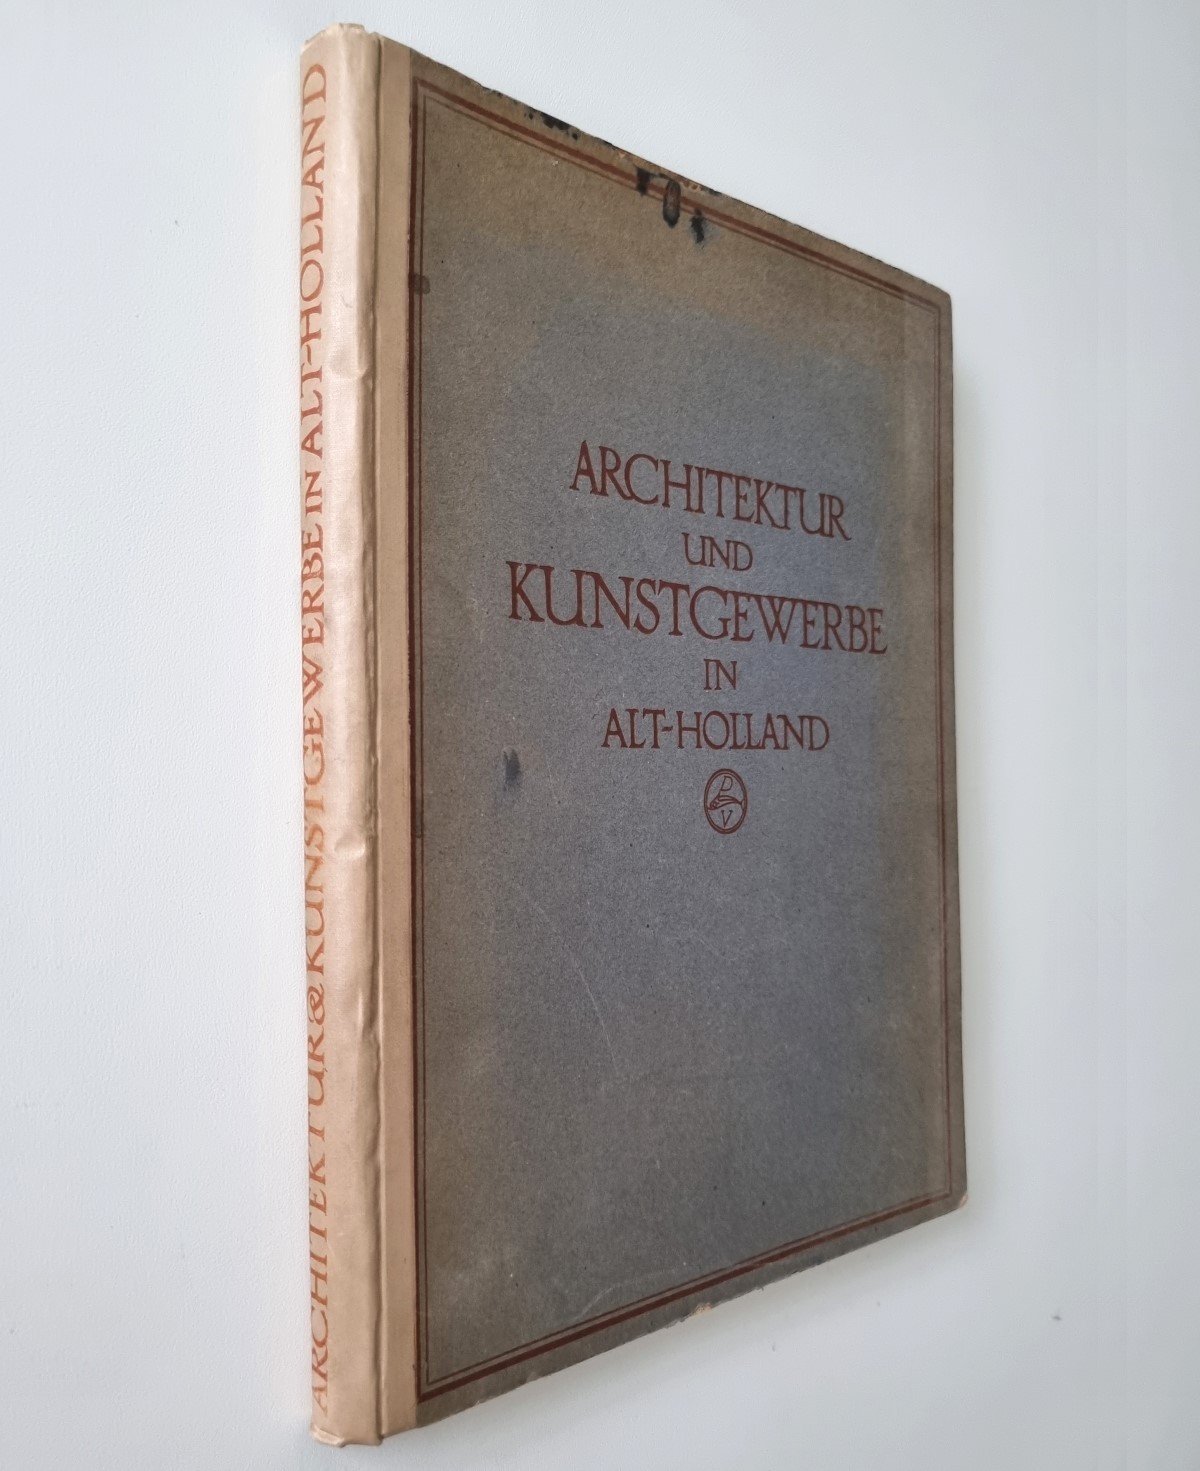 ARCHITEKTUR & KUNSTGEWERBE IN ALT-HOLLAND
ARCHITEKTUR
UND
KUNSTGEWERBE
IN
ALT-HOLLAND
D
V